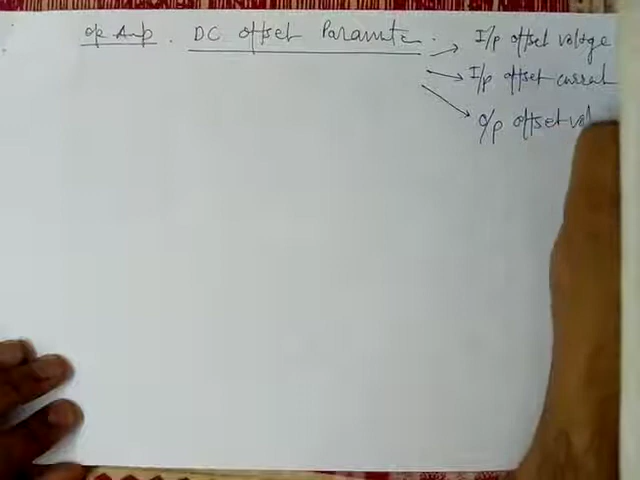 Op Amp. DC offset Parameter.
I/p offset voltage
I/p offset current
O/p offset vol